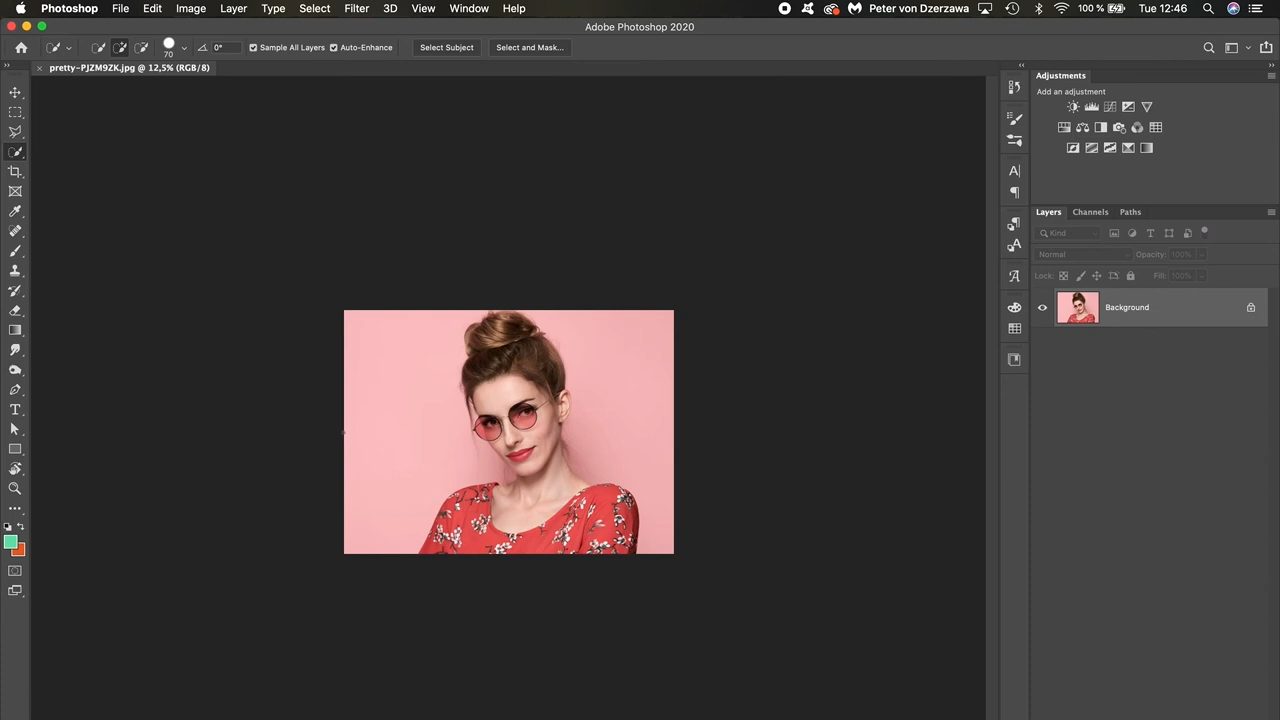 Photoshop File Edit Image Layer Type Select Filter 3D View Window Help Peter von Dzerzawa 100 % Tue 12:46
Adobe Photoshop 2020
70 0° Sample All Layers Auto-Enhance Select Subject Select and Mask...
pretty-PJZM9ZK.jpg @ 12,5% (RGB/8)
Adjustments
Add an adjustment
Layers Channels Paths
Kind
Normal Opacity: 100%
Lock: Fill: 100%
Background